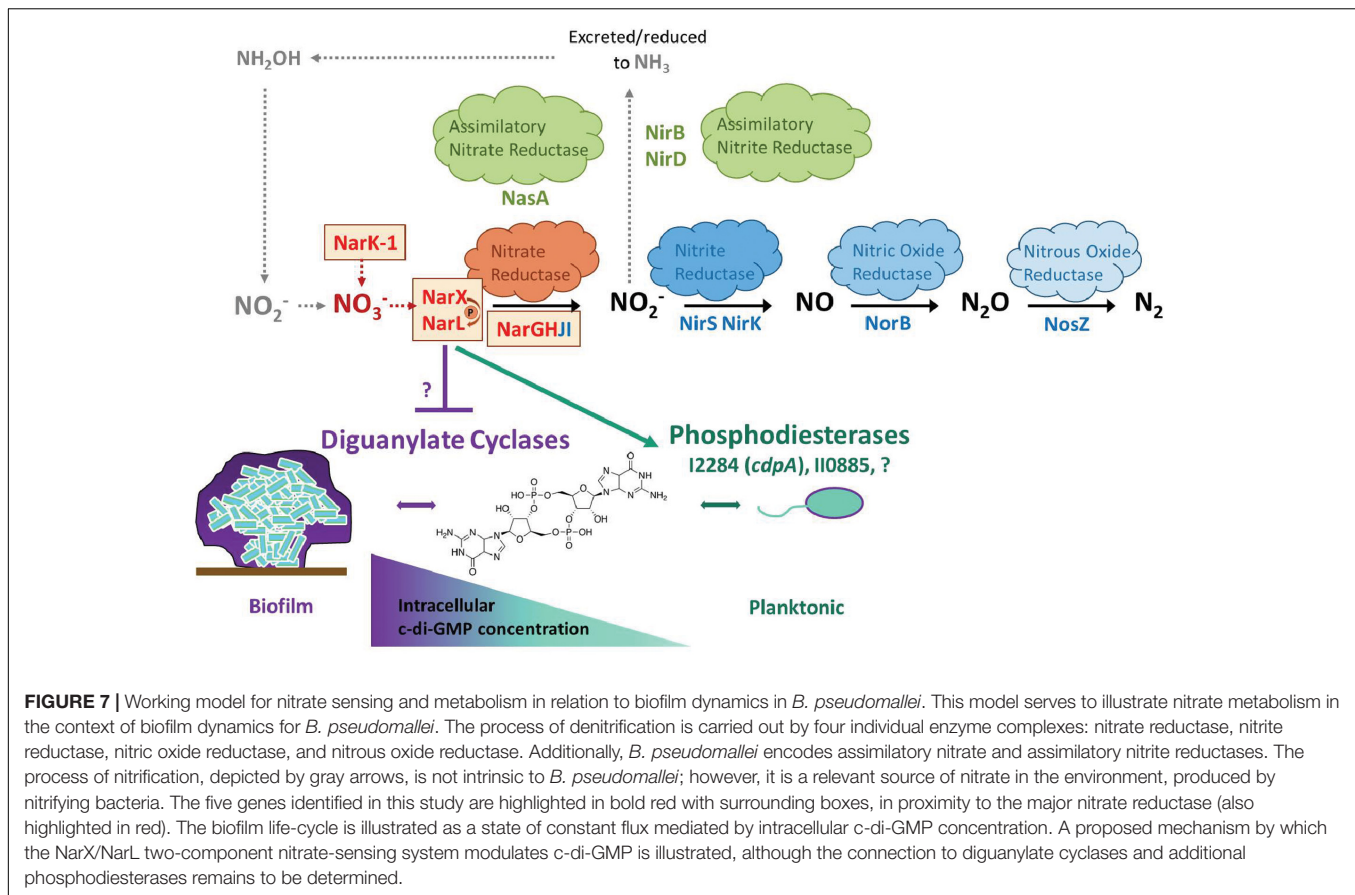 Excreted/reduced
to NH₃
NH₂OH
Assimilatory
Nitrate Reductase
NasA
NirB
NirD
Assimilatory
Nitrite Reductase
NarK-1
NO₂⁻
NO₃⁻
NarX
NarL
P
Nitrate
Reductase
NarGHJI
NO₂⁻
Nitrite
Reductase
NirS NirK
NO
Nitric Oxide
Reductase
NorB
N₂O
Nitrous Oxide
Reductase
NosZ
N₂
?
Diguanylate Cyclases
Phosphodiesterases
I2284 (cdpA), II0885, ?
O
N
NH
HO
O
P
O
O
N
N
NH₂
O
OH
H₂N
N
N
HO
O
O
P
OH
HN
N
N
O
O
O
O
Biofilm
Intracellular
c-di-GMP concentration
Planktonic
FIGURE 7 | Working model for nitrate sensing and metabolism in relation to biofilm dynamics in B. pseudomallei. This model serves to illustrate nitrate metabolism in
the context of biofilm dynamics for B. pseudomallei. The process of denitrification is carried out by four individual enzyme complexes: nitrate reductase, nitrite
reductase, nitric oxide reductase, and nitrous oxide reductase. Additionally, B. pseudomallei encodes assimilatory nitrate and assimilatory nitrite reductases. The
process of nitrification, depicted by gray arrows, is not intrinsic to B. pseudomallei; however, it is a relevant source of nitrate in the environment, produced by
nitrifying bacteria. The five genes identified in this study are highlighted in bold red with surrounding boxes, in proximity to the major nitrate reductase (also
highlighted in red). The biofilm life-cycle is illustrated as a state of constant flux mediated by intracellular c-di-GMP concentration. A proposed mechanism by which
the NarX/NarL two-component nitrate-sensing system modulates c-di-GMP is illustrated, although the connection to diguanylate cyclases and additional
phosphodiesterases remains to be determined.